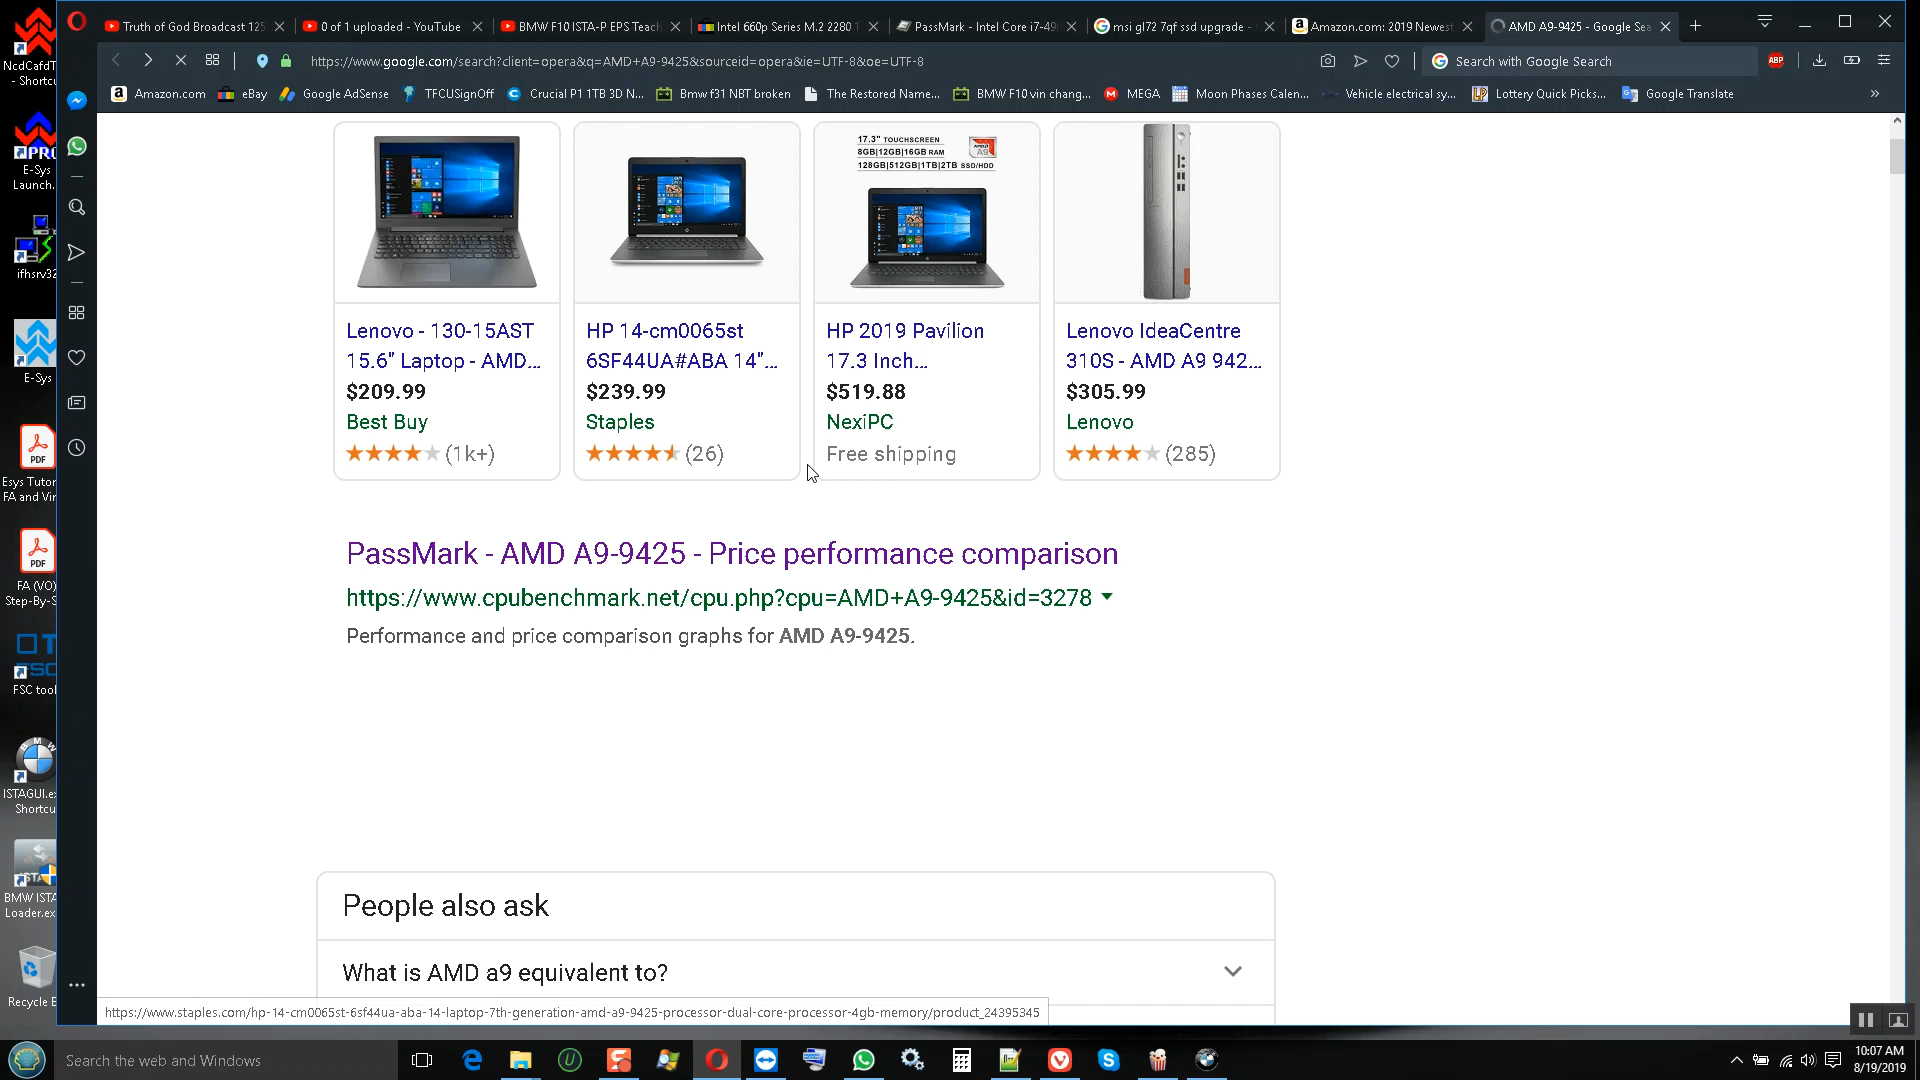 Truth of God Broadcast 125
0 of 1 uploaded - YouTube
BMW F10 ISTA-P EPS Teach
Intel 660p Series M.2 2280 1
PassMark - Intel Core i7-49
msi gl72 7qf ssd upgrade -
Amazon.com: 2019 Newest
AMD A9-9425 - Google Sea
https://www.google.com/search?client=opera&q=AMD+A9-9425&sourceid=opera&ie=UTF-8&oe=UTF-8
Search with Google Search
ABP
Amazon.com
eBay
Google AdSense
TFCUSignOff
Crucial P1 1TB 3D N...
Bmw f31 NBT broken
The Restored Name...
BMW F10 vin chang...
MEGA
Moon Phases Calen...
Vehicle electrical sy...
Lottery Quick Picks...
Google Translate
NcdCafdT
- Shortcu
E-Sys
Launch.
ifhsrv32
E-Sys
PDF
Esys Tutor
FA and Vir
PDF
FA (VO)
Step-By-S
FSC tool
ISTAGUI.ex
Shortcu
BMW ISTA
Loader.ex
Recycle B
17.3" TOUCHSCREEN
8GB|12GB|16GB RAM
128GB|512GB|1TB|2TB SSD/HDD
Lenovo - 130-15AST
15.6" Laptop - AMD...
$209.99
Best Buy
(1k+)
HP 14-cm0065st
6SF44UA#ABA 14"...
$239.99
Staples
(26)
HP 2019 Pavilion
17.3 Inch...
$519.88
NexiPC
Free shipping
Lenovo IdeaCentre
310S - AMD A9 942...
$305.99
Lenovo
(285)
PassMark - AMD A9-9425 - Price performance comparison
https://www.cpubenchmark.net/cpu.php?cpu=AMD+A9-9425&id=3278
Performance and price comparison graphs for AMD A9-9425.
People also ask
What is AMD a9 equivalent to?
https://www.staples.com/hp-14-cm0065st-6sf44ua-aba-14-laptop-7th-generation-amd-a9-9425-processor-dual-core-processor-4gb-memory/product_24395345
Search the web and Windows
10:07 AM
8/19/2019